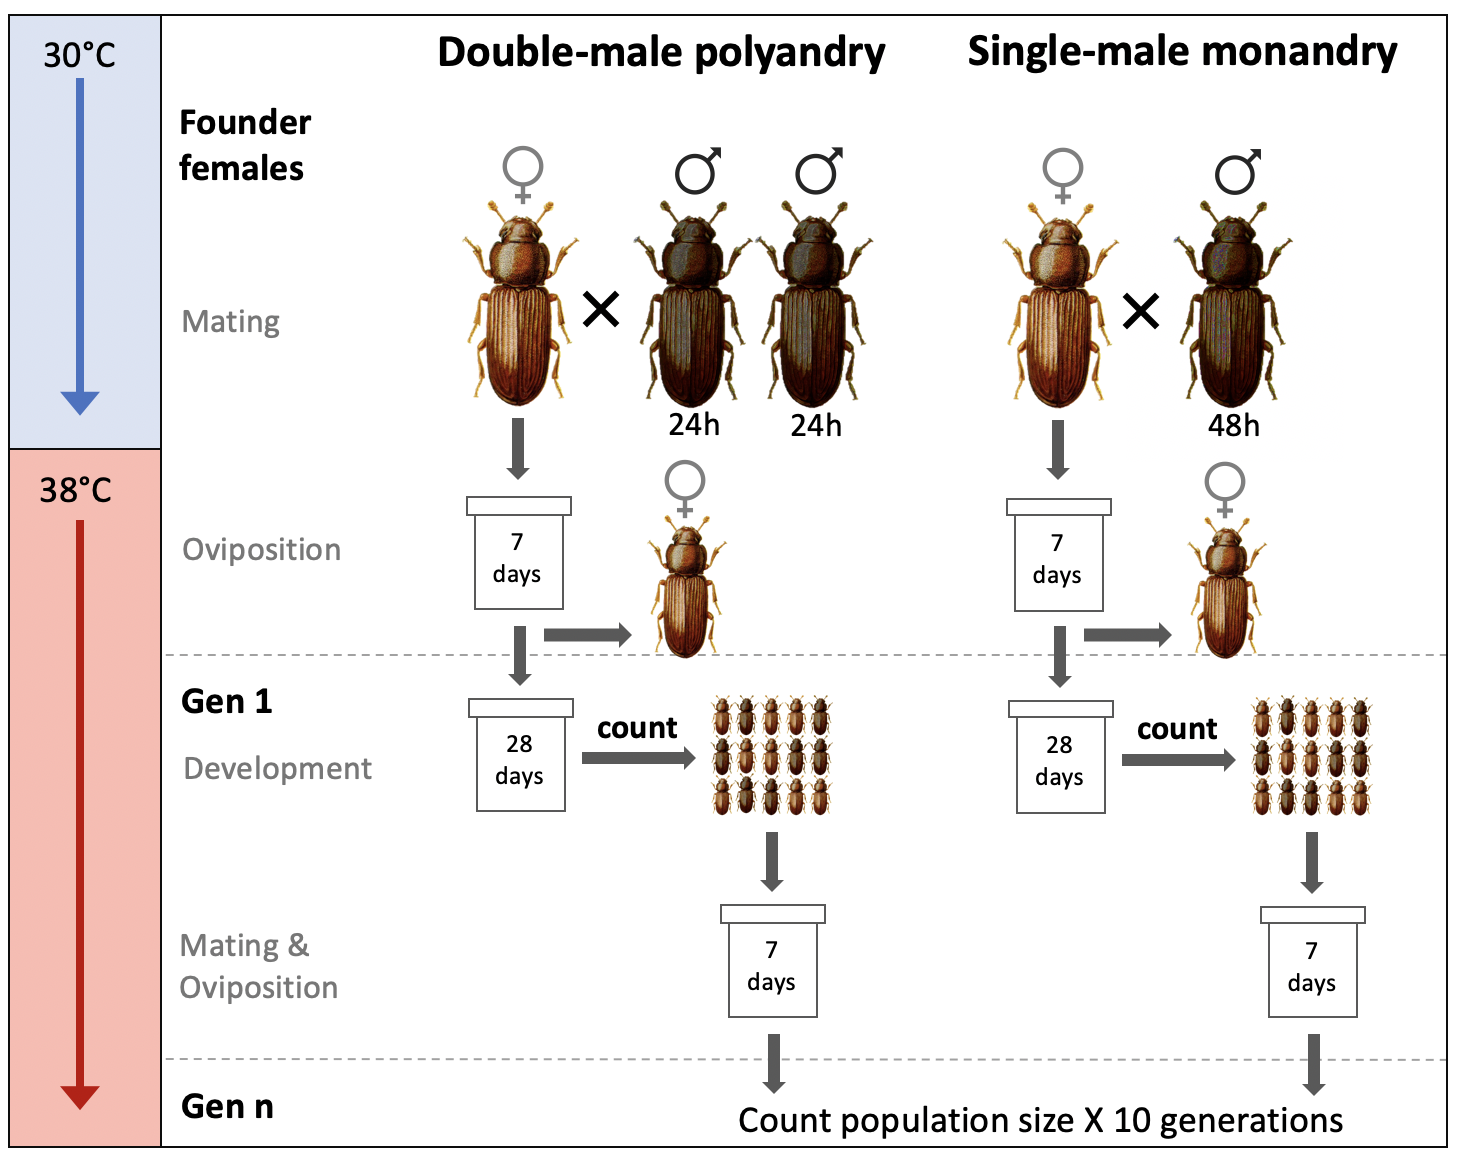 30°C
Double-male polyandry
Single-male monandry
Founder
females
Mating
24h
24h
48h
38°C
Oviposition
7
days
7
days
Gen 1
Development
28
days
count
28
days
count
Mating &
Oviposition
7
days
7
days
Gen n
Count population size X 10 generations